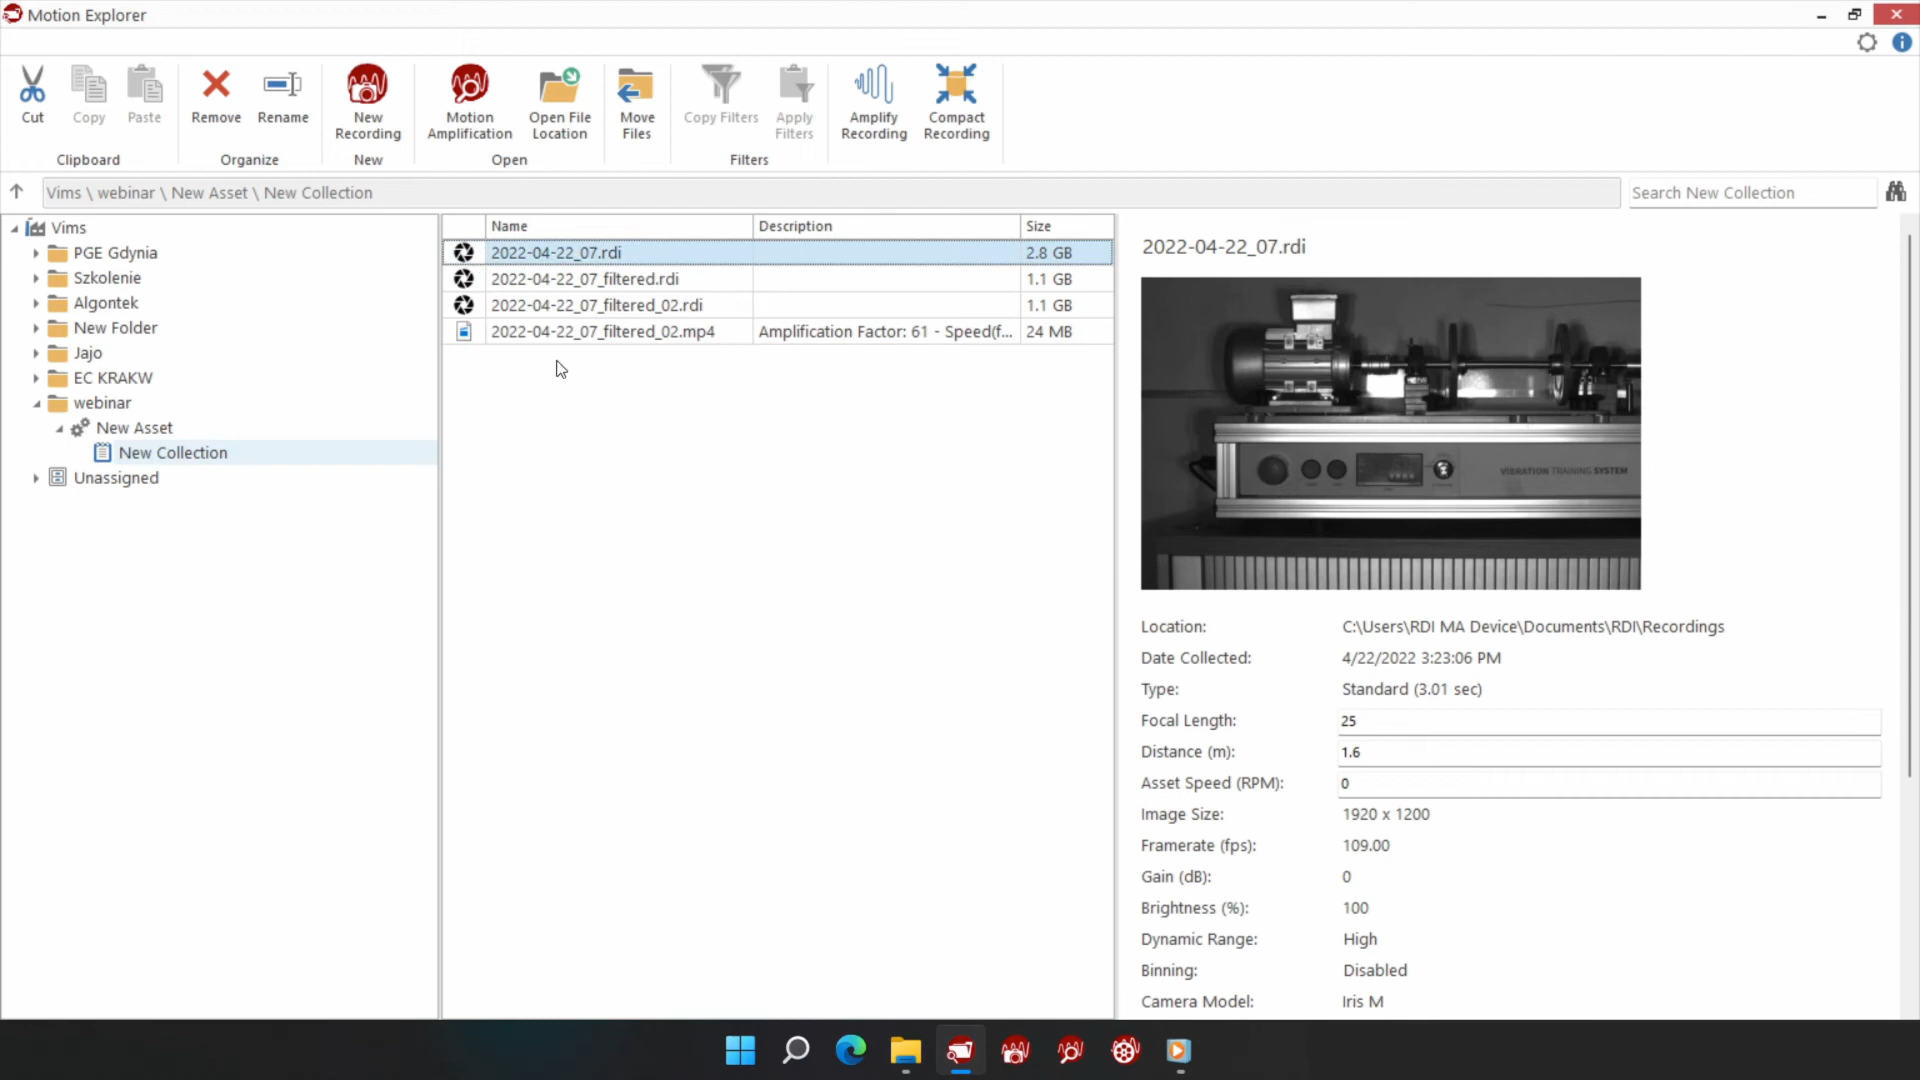 Motion Explorer
Cut
Copy
Paste
Remove
Rename
New Recording
Motion Amplification
Open File Location
Move Files
Copy Filters
Apply Filters
Amplify Recording
Compact Recording
Clipboard
Organize
New
Open
Filters
Vims \ webinar \ New Asset \ New Collection
Search New Collection
Vims
PGE Gdynia
Szkolenie
Algontek
New Folder
Jajo
EC KRAKW
webinar
New Asset
New Collection
Unassigned
Name Description Size
2022-04-22_07.rdi 2.8 GB
2022-04-22_07_filtered.rdi 1.1 GB
2022-04-22_07_filtered_02.rdi 1.1 GB
2022-04-22_07_filtered_02.mp4 Amplification Factor: 61 - Speed(f... 24 MB
2022-04-22_07.rdi
VIBRATION TRAINING SYSTEM
Location: C:\Users\RDI MA Device\Documents\RDI\Recordings
Date Collected: 4/22/2022 3:23:06 PM
Type: Standard (3.01 sec)
Focal Length: 25
Distance (m): 1.6
Asset Speed (RPM): 0
Image Size: 1920 x 1200
Framerate (fps): 109.00
Gain (dB): 0
Brightness (%): 100
Dynamic Range: High
Binning: Disabled
Camera Model: Iris M